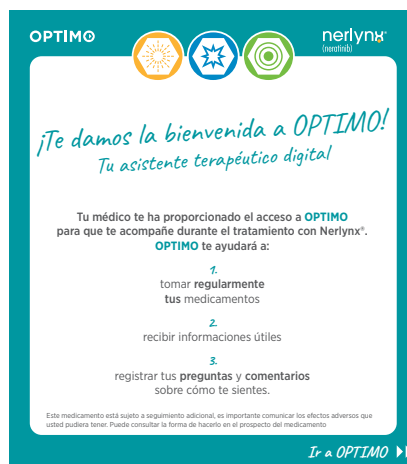 OPTIMO
nerlynx®
(neratinib)
¡Te damos la bienvenida a OPTIMO!
Tu asistente terapéutico digital
Tu médico te ha proporcionado el acceso a OPTIMO
para que te acompañe durante el tratamiento con Nerlynx®.
OPTIMO te ayudará a:
1.
tomar regularmente
tus medicamentos
2.
recibir informaciones útiles
3.
registrar tus preguntas y comentarios
sobre cómo te sientes.
Este medicamento está sujeto a seguimiento adicional, es importante comunicar los efectos adversos que
usted pudiera tener. Puede consultar la forma de hacerlo en el prospecto del medicamento
Ir a OPTIMO